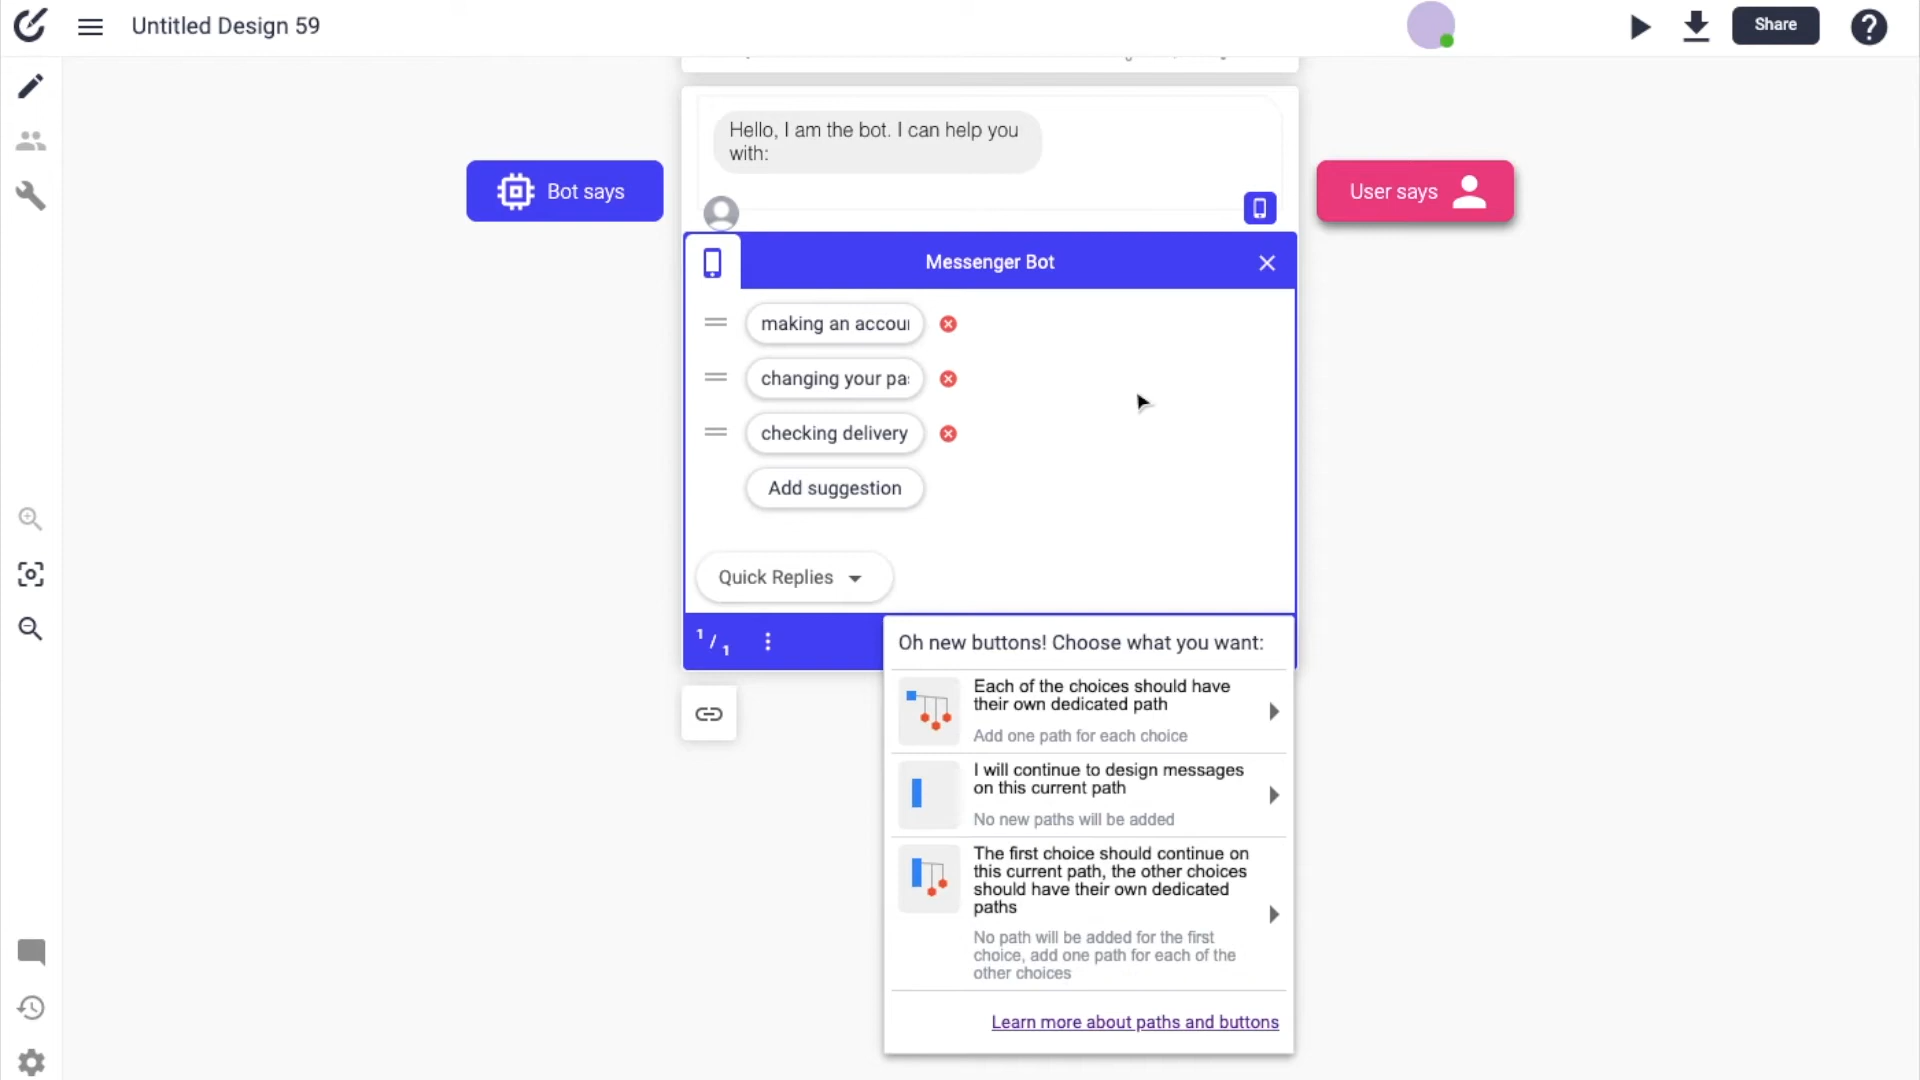 Untitled Design 59
Share
Hello, I am the bot. I can help you
with:
Bot says
User says
Messenger Bot
making an accou
changing your pa
checking delivery
Add suggestion
Quick Replies
1/1
Oh new buttons! Choose what you want:
Each of the choices should have
their own dedicated path
Add one path for each choice
I will continue to design messages
on this current path
No new paths will be added
The first choice should continue on
this current path, the other choices
should have their own dedicated
paths
No path will be added for the first
choice, add one path for each of the
other choices
Learn more about paths and buttons